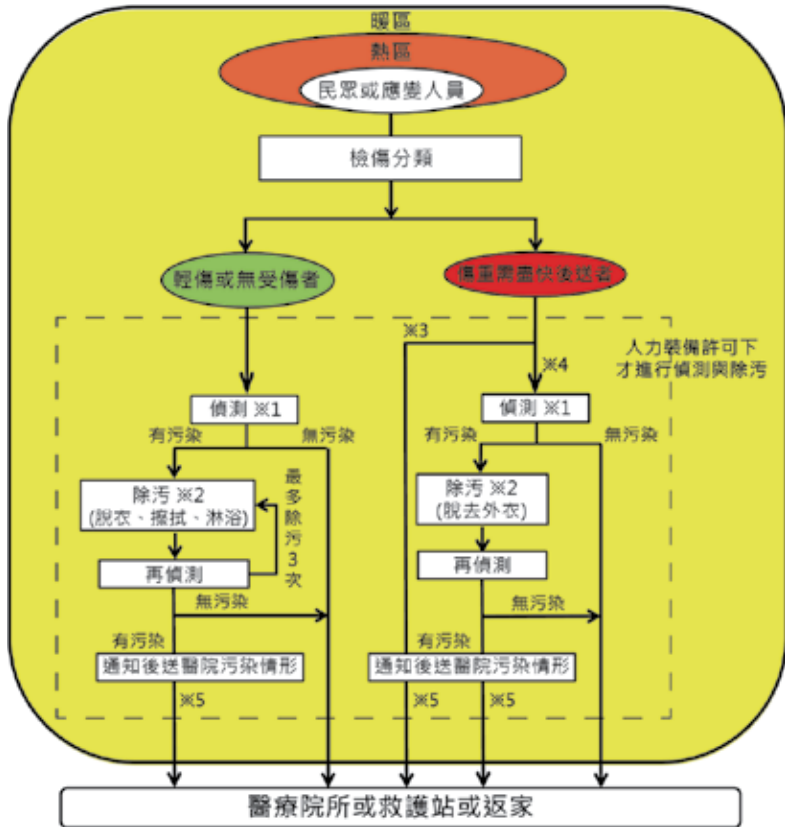 暖區
熱區
民眾或應變人員
檢傷分類
輕傷或無受傷者
傷重需盡快後送者
人力裝備許可下
才進行偵測與除污
※3
※4
偵測 ※1
有污染
無污染
除污 ※2
(脫衣、擦拭、淋浴)
最多除污3次
再偵測
無污染
有污染
通知後送醫院污染情形
※5
偵測 ※1
有污染
無污染
除污 ※2
(脫去外衣)
再偵測
無污染
有污染
通知後送醫院污染情形
※5
※5
醫療院所或救護站或返家